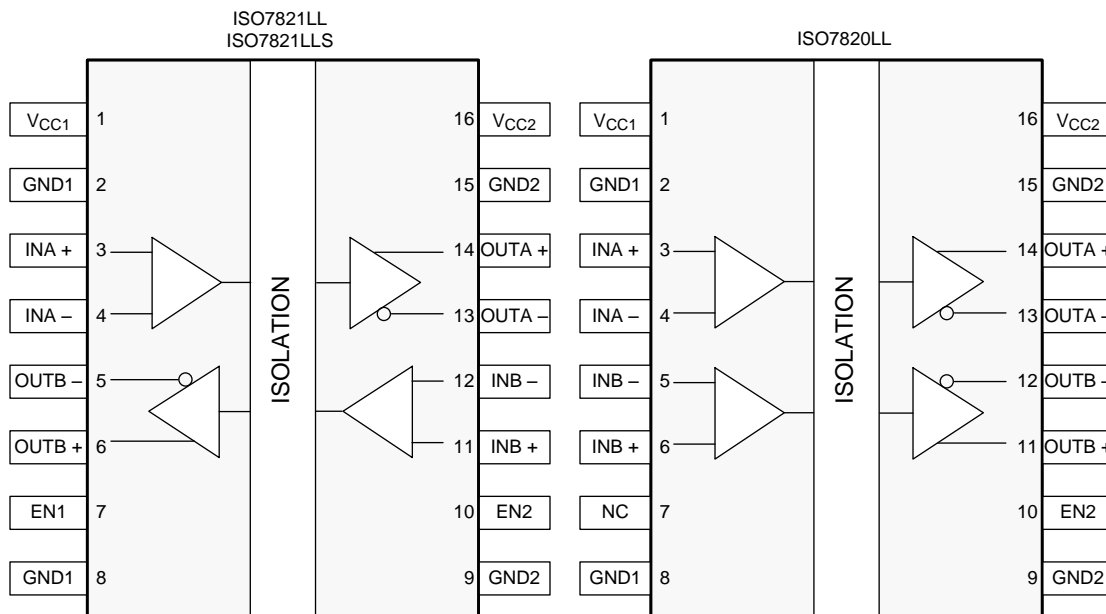 ISO7821LL
ISO7821LLS
VCC1 1 16 VCC2
GND1 2 15 GND2
INA + 3 14 OUTA +
INA – 4 13 OUTA –
OUTB – 5 12 INB –
OUTB + 6 11 INB +
EN1 7 10 EN2
GND1 8 9 GND2
ISOLATION
ISO7820LL
VCC1 1 16 VCC2
GND1 2 15 GND2
INA + 3 14 OUTA +
INA – 4 13 OUTA –
INB – 5 12 OUTB –
INB + 6 11 OUTB +
NC 7 10 EN2
GND1 8 9 GND2
ISOLATION